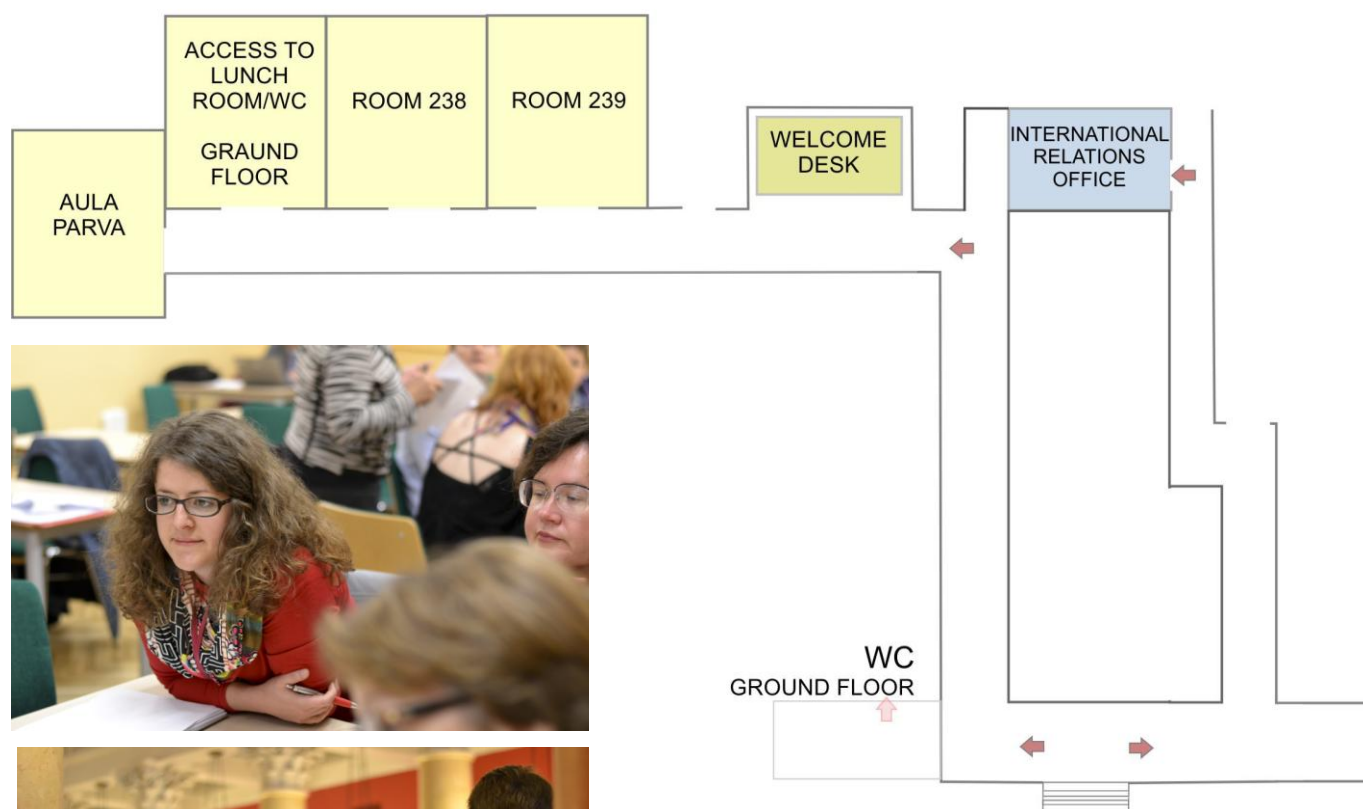 ACCESS TO
LUNCH
ROOM/WC
GRAUND
FLOOR
ROOM 238
ROOM 239
WELCOME
DESK
INTERNATIONAL
RELATIONS
OFFICE
AULA
PARVA
WC
GROUND FLOOR